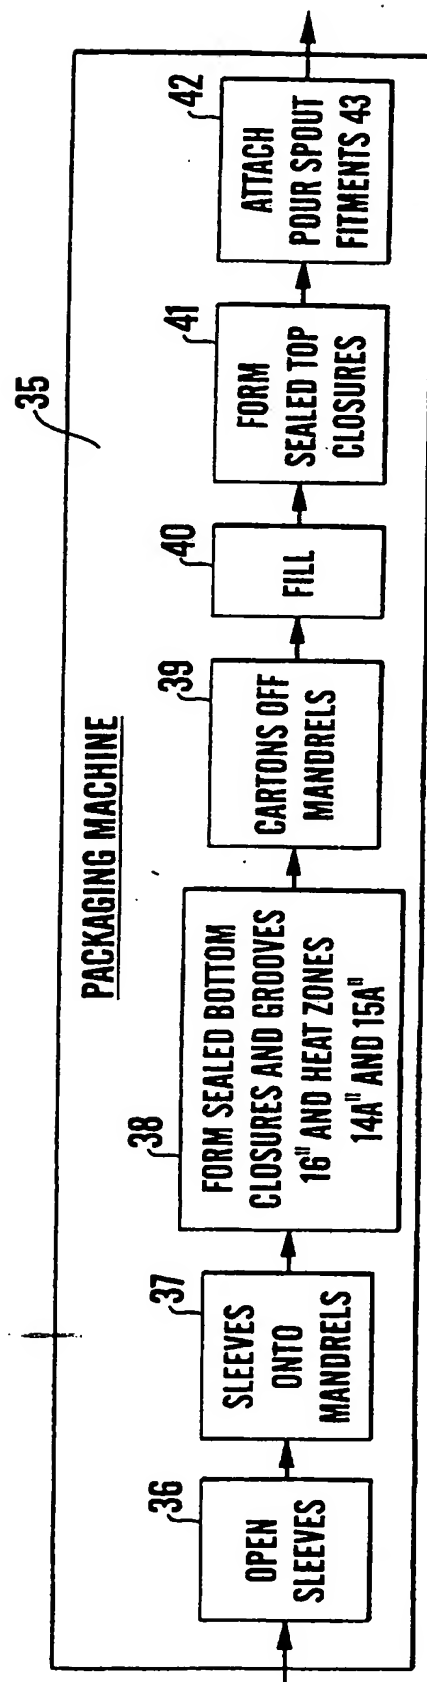 35
PACKAGING MACHINE
36
OPEN
SLEEVES
37
SLEEVES
ONTO
MANDRELS
38
FORM SEALED BOTTOM
CLOSURES AND GROOVES
16" AND HEAT ZONES
14A" AND 15A"
39
CARTONS OFF
MANDRELS
40
FILL
41
FORM
SEALED TOP
CLOSURES
42
ATTACH
POUR SPOUT
FITMENTS 43